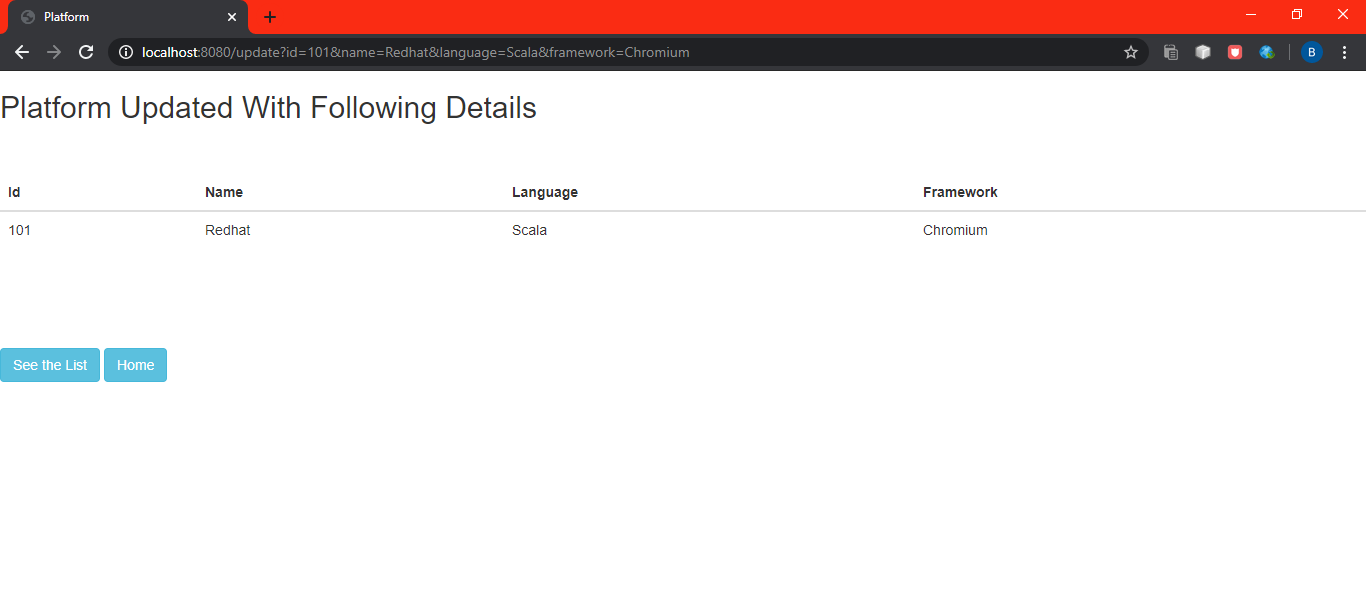 Platform
localhost:8080/update?id=101&name=Redhat&language=Scala&framework=Chromium
B
Platform Updated With Following Details
Id Name Language Framework
101 Redhat Scala Chromium
See the List Home